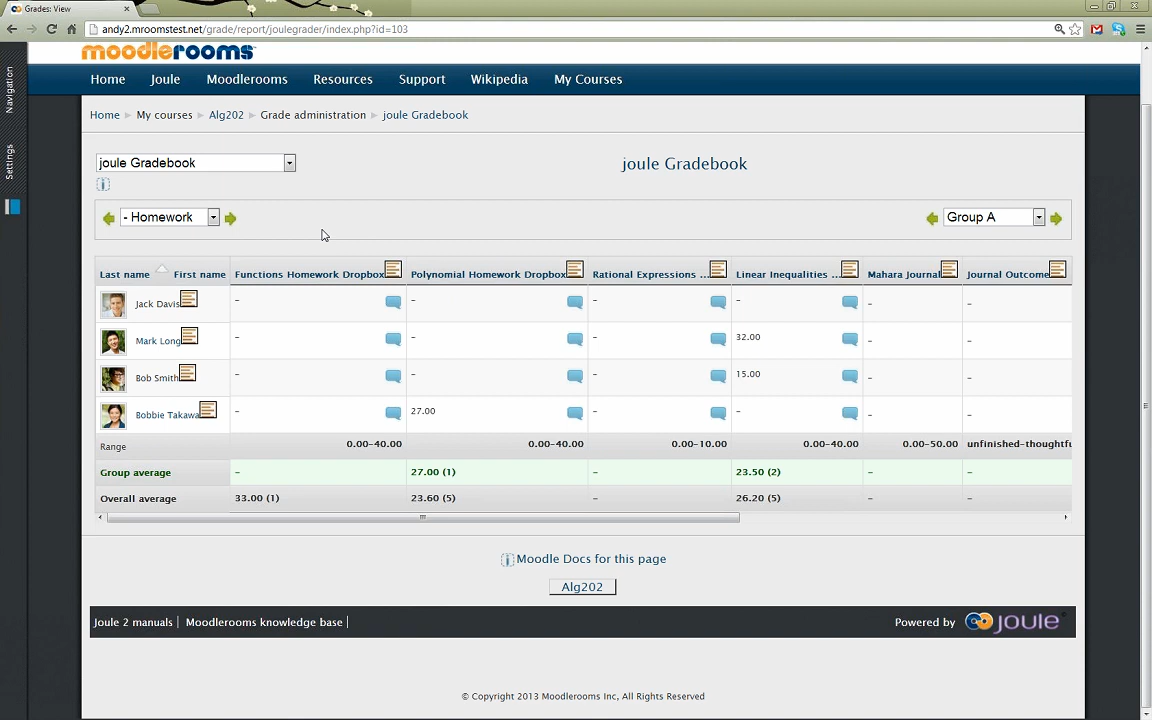 Grades: View
andy2.mroomstest.net/grade/report/joulegrader/index.php?id=103
moodlerooms
Home Joule Moodlerooms Resources Support Wikipedia My Courses
Navigation
Settings
Home My courses Alg202 Grade administration joule Gradebook
joule Gradebook
joule Gradebook
- Homework
Group A
Last name First name Functions Homework Dropbox Polynomial Homework Dropbox Rational Expressions ... Linear Inequalities ... Mahara Journal Journal Outcome
Jack Davis - - - - - -
Mark Long - - - 32.00 - -
Bob Smith - - - 15.00 - -
Bobbie Takawa - 27.00 - - - -
Range 0.00-40.00 0.00-40.00 0.00-10.00 0.00-40.00 0.00-50.00 unfinished-thoughtfu
Group average - 27.00 (1) - 23.50 (2) - -
Overall average 33.00 (1) 23.60 (5) - 26.20 (5) - -
Moodle Docs for this page
Alg202
Joule 2 manuals | Moodlerooms knowledge base |
Powered by joule
© Copyright 2013 Moodlerooms Inc, All Rights Reserved